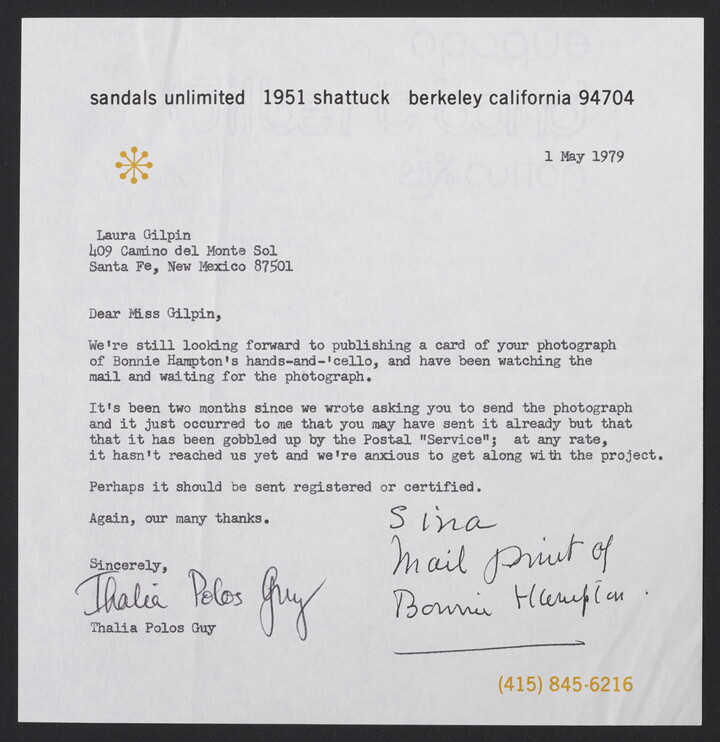 sandals unlimited 1951 shattuck berkeley california 94704
1 May 1979
Laura Gilpin
409 Camino del Monte Sol
Santa Fe, New Mexico 87501
Dear Miss Gilpin,
We're still looking forward to publishing a card of your photograph
of Bonnie Hampton's hands-and-'cello, and have been watching the
mail and waiting for the photograph.
It's been two months since we wrote asking you to send the photograph
and it just occurred to me that you may have sent it already but that
that it has been gobbled up by the Postal "Service"; at any rate,
it hasn't reached us yet and we're anxious to get along with the project.
Perhaps it should be sent registered or certified.
Again, our many thanks.
Sincerely,
Thalia Polos Guy
Thalia Polos Guy
Sina
Mail print of
Bonnie Hampton.
(415) 845-6216